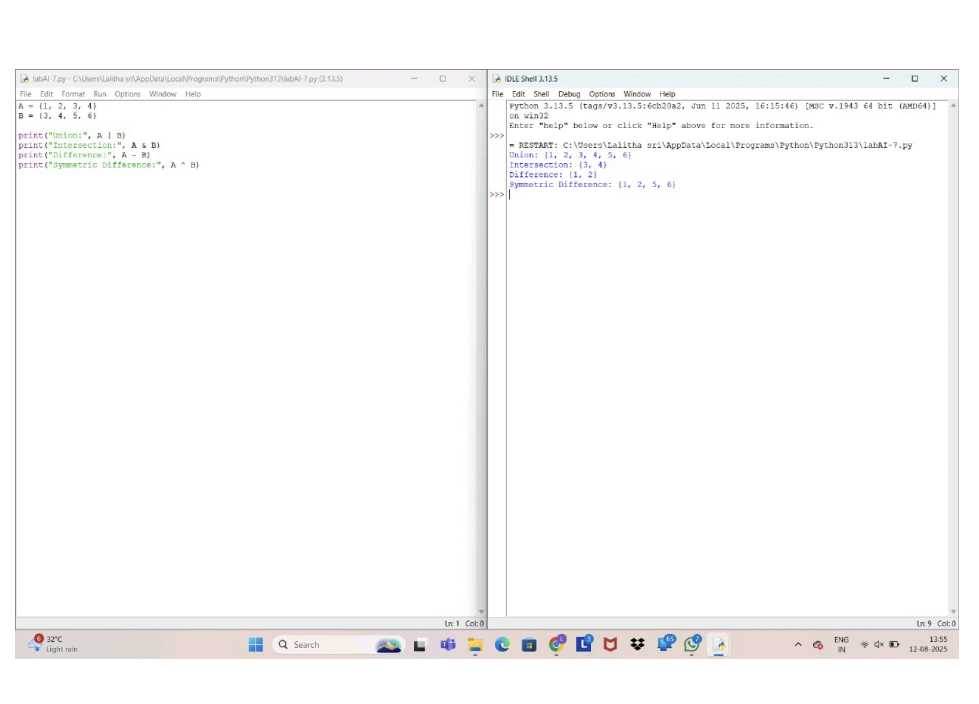 labAI-7.py - C:\Users\Lalitha sri\AppData\Local\Programs\Python\Python313\labAI-7.py (3.13.5)
File Edit Format Run Options Window Help
A = {1, 2, 3, 4}
B = {3, 4, 5, 6}
print("Union:", A | B)
print("Intersection:", A & B)
print("Difference:", A - B)
print("Symmetric Difference:", A ^ B)
Ln: 1 Col: 0
IDLE Shell 3.13.5
File Edit Shell Debug Options Window Help
Python 3.13.5 (tags/v3.13.5:6cb20a2, Jun 11 2025, 16:15:46) [MSC v.1943 64 bit (AMD64)]
on win32
Enter "help" below or click "Help" above for more information.
>>>
= RESTART: C:\Users\Lalitha sri\AppData\Local\Programs\Python\Python313\labAI-7.py
Union: {1, 2, 3, 4, 5, 6}
Intersection: {3, 4}
Difference: {1, 2}
Symmetric Difference: {1, 2, 5, 6}
>>>
Ln: 9 Col: 0
6
32°C
Light rain
Search
L
3
L
65
7
ENG
IN
13:55
12-08-2025